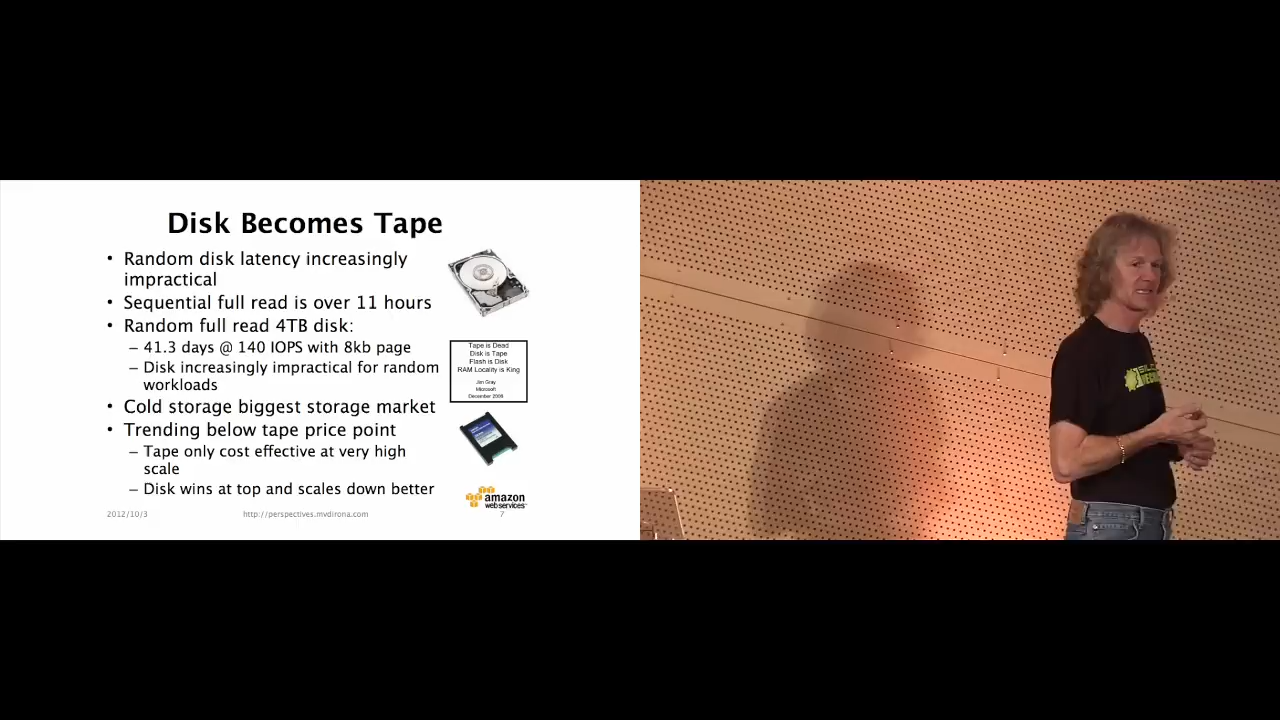 Disk Becomes Tape
• Random disk latency increasingly
impractical
• Sequential full read is over 11 hours
• Random full read 4TB disk:
– 41.3 days @ 140 IOPS with 8kb page
– Disk increasingly impractical for random
workloads
• Cold storage biggest storage market
• Trending below tape price point
– Tape only cost effective at very high
scale
– Disk wins at top and scales down better
Tape is Dead
Disk is Tape
Flash is Disk
RAM Locality is King
Jim Gray
Microsoft
December 2006
amazon
webservices™
2012/10/3
http://perspectives.mvdirona.com
7